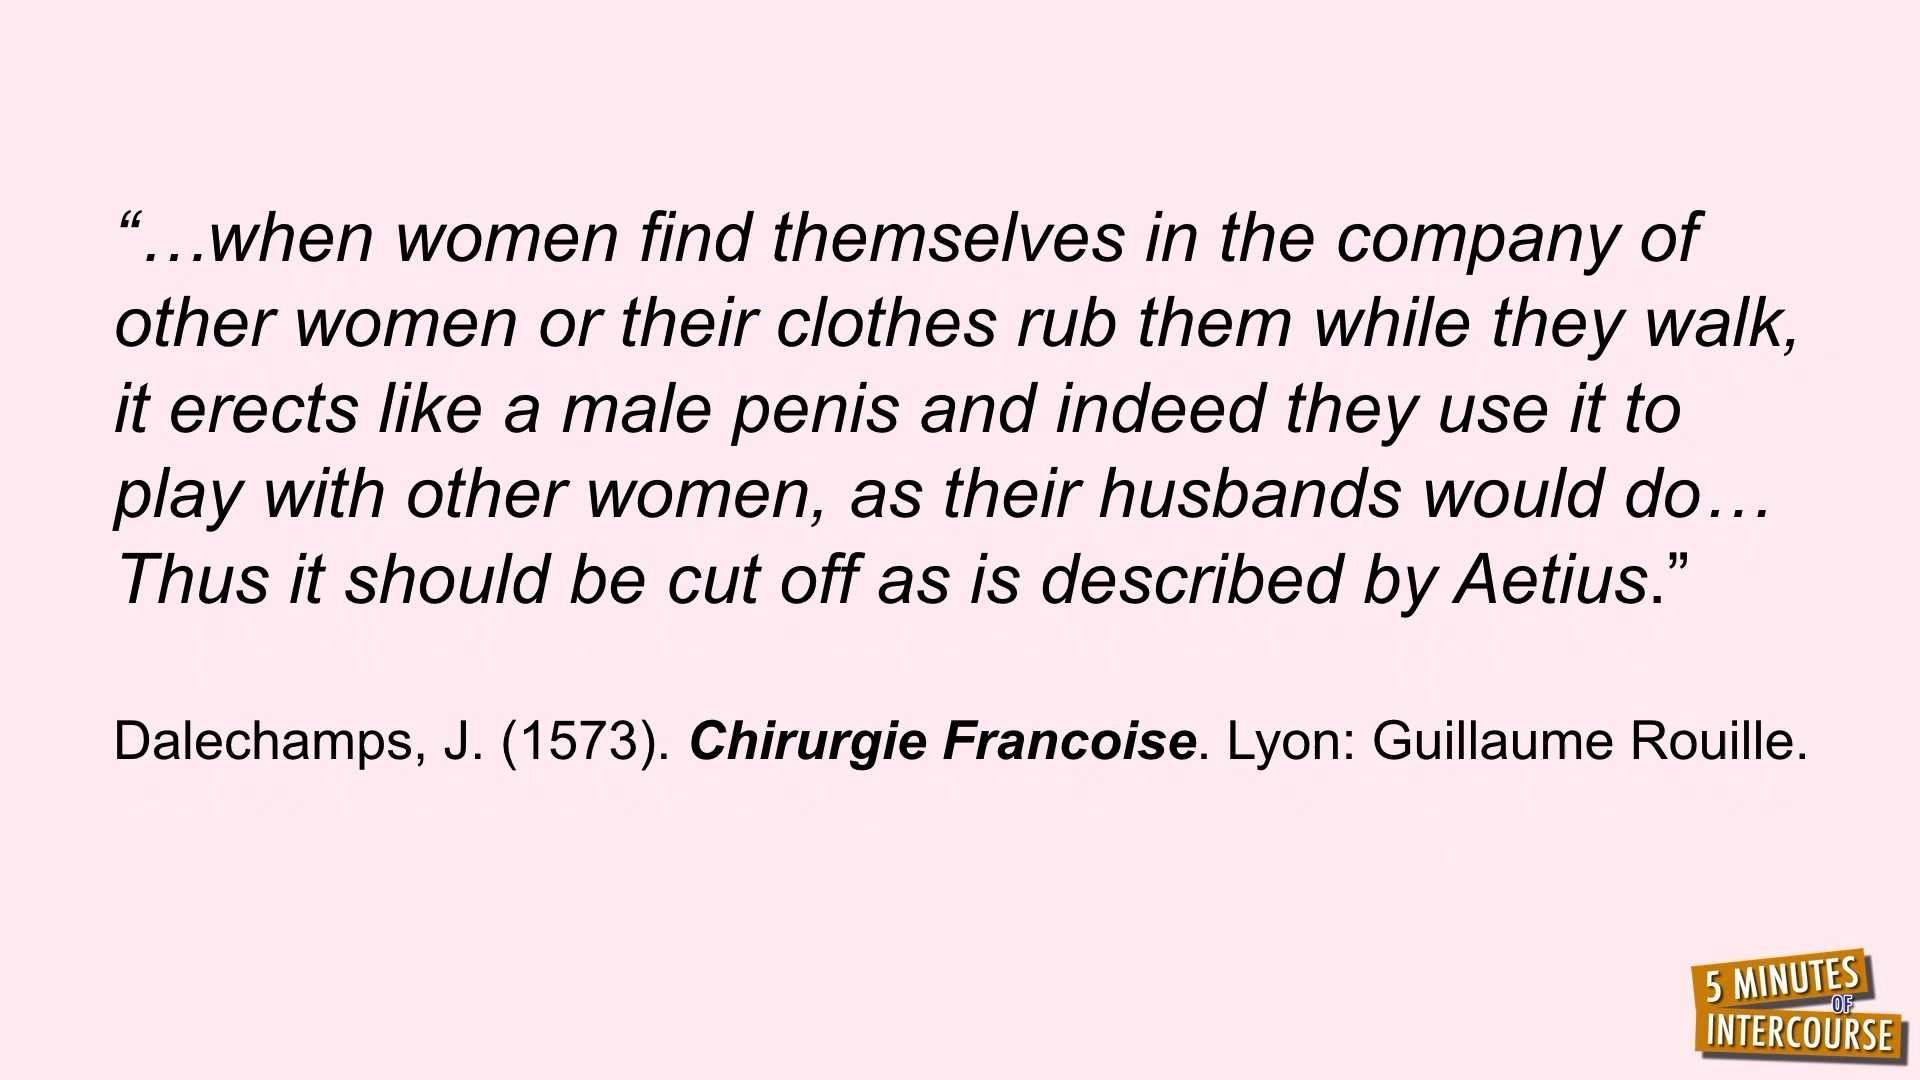 “…when women find themselves in the company of
other women or their clothes rub them while they walk,
it erects like a male penis and indeed they use it to
play with other women, as their husbands would do…
Thus it should be cut off as is described by Aetius.”
Dalechamps, J. (1573). Chirurgie Francoise. Lyon: Guillaume Rouille.
5 MINUTES
OF
INTERCOURSE